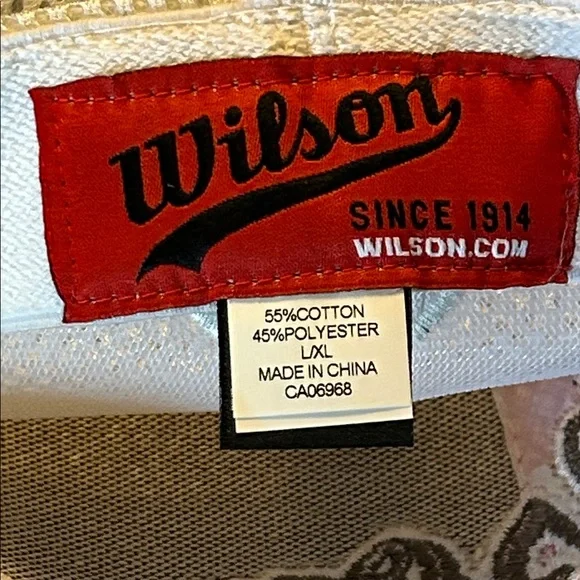 Wilson
SINCE 1914
WILSON.COM
55%COTTON
45%POLYESTER
L/XL
MADE IN CHINA
CA06968